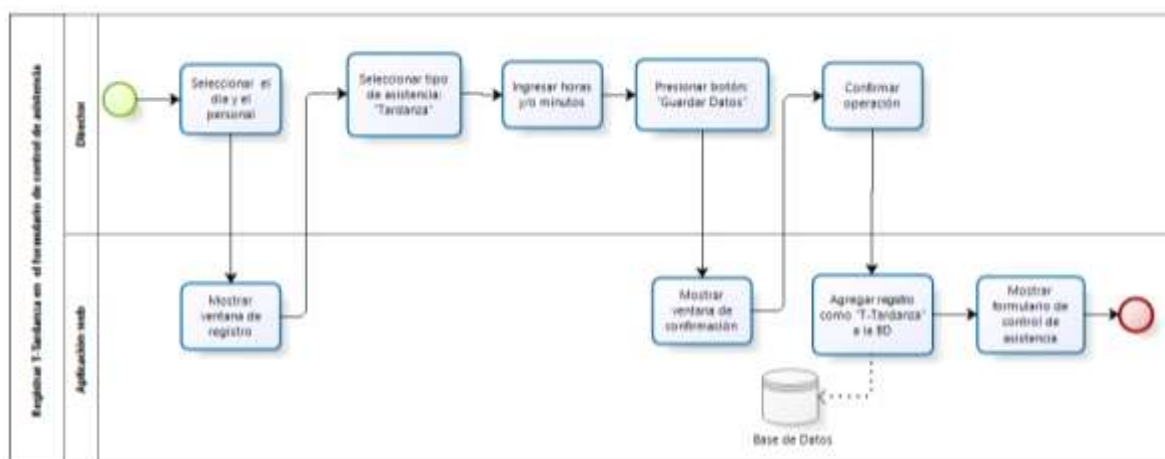 Registrar T-Tardanza en el formulario de control de asistencia
Director
Seleccionar el
día y el
personal
Seleccionar tipo
de asistencia:
"Tardanza"
Ingresar horas
y/o minutos
Presionar botón:
"Guardar Datos"
Confirmar
operación
Aplicación web
Mostrar
ventana de
registro
Mostrar
ventana de
confirmación
Agregar registro
como "T-Tardanza"
a la BD
Mostrar
formulario de
control de
asistencia
Base de Datos